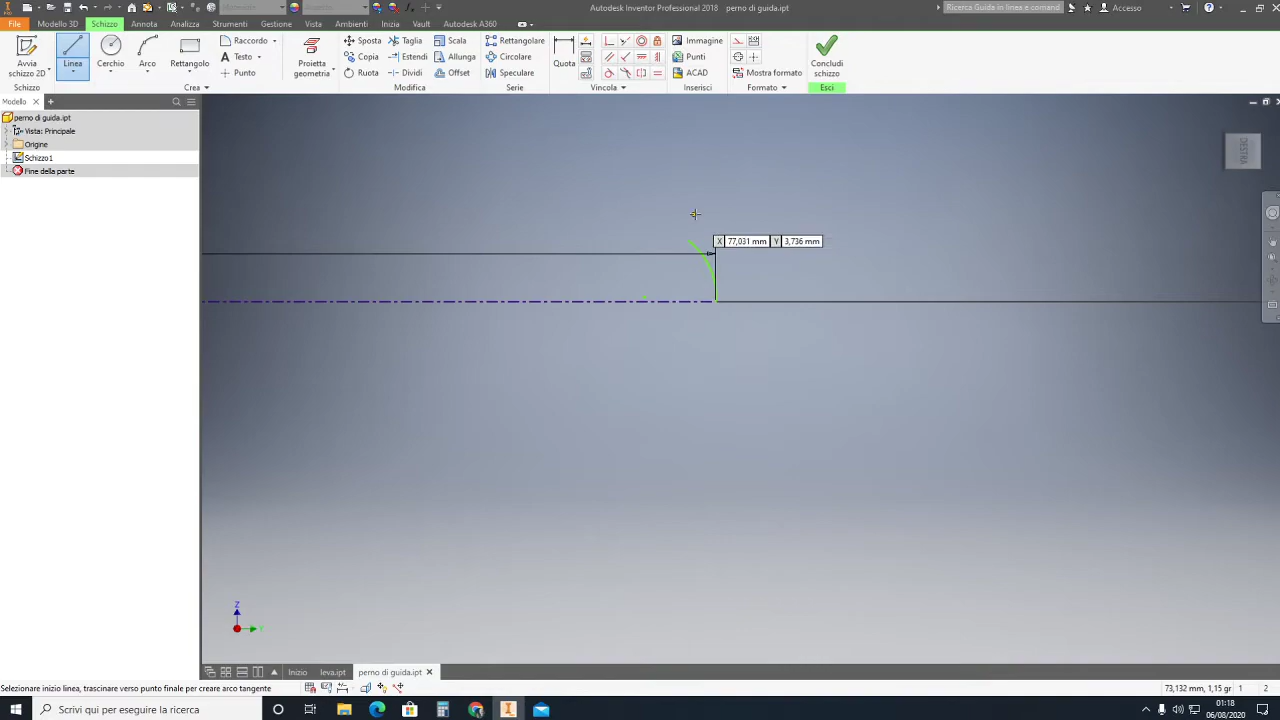 Autodesk Inventor Professional 2018   perno di guida.ipt
Ricerca Guida in linea e command
Accesso
File Modello 3D Schizzo Annota Analizza Strumenti Gestione Vista Ambienti Inizia Vault Autodesk A360
Avvia schizzo 2D
Linea
Cerchio
Arco
Rettangolo
Raccordo
Testo
Punto
Proietta geometria
Sposta
Copia
Ruota
Taglia
Estendi
Dividi
Scala
Allunga
Offset
Rettangolare
Circolare
Speculare
Quota
Immagine
Punti
ACAD
Mostra formato
Concludi schizzo
Schizzo
Crea
Modifica
Serie
Vincola
Inserisci
Formato
Esci
Modello
perno di guida.ipt
Vista: Principale
Origine
Schizzo1
Fine della parte
DESTRA
X 77,031 mm Y 3,736 mm
Z
Inizio leva.ipt perno di guida.ipt
Selezionare inizio linea, trascinare verso punto finale per creare arco tangente
73,132 mm, 1,15 gr 1 2
Scrivi qui per eseguire la ricerca
01:18
06/08/2020